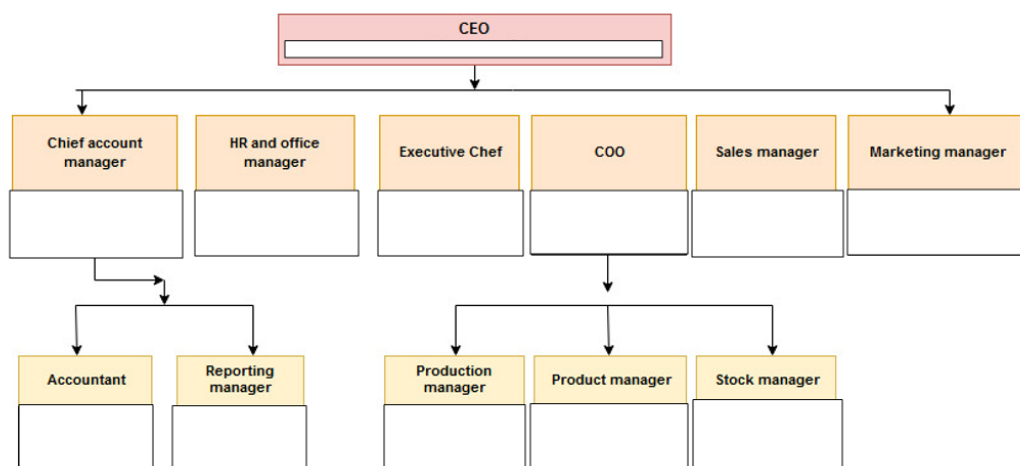 CEO
Chief account
manager
HR and office
manager
Executive Chef
COO
Sales manager
Marketing manager
Accountant
Reporting
manager
Production
manager
Product manager
Stock manager